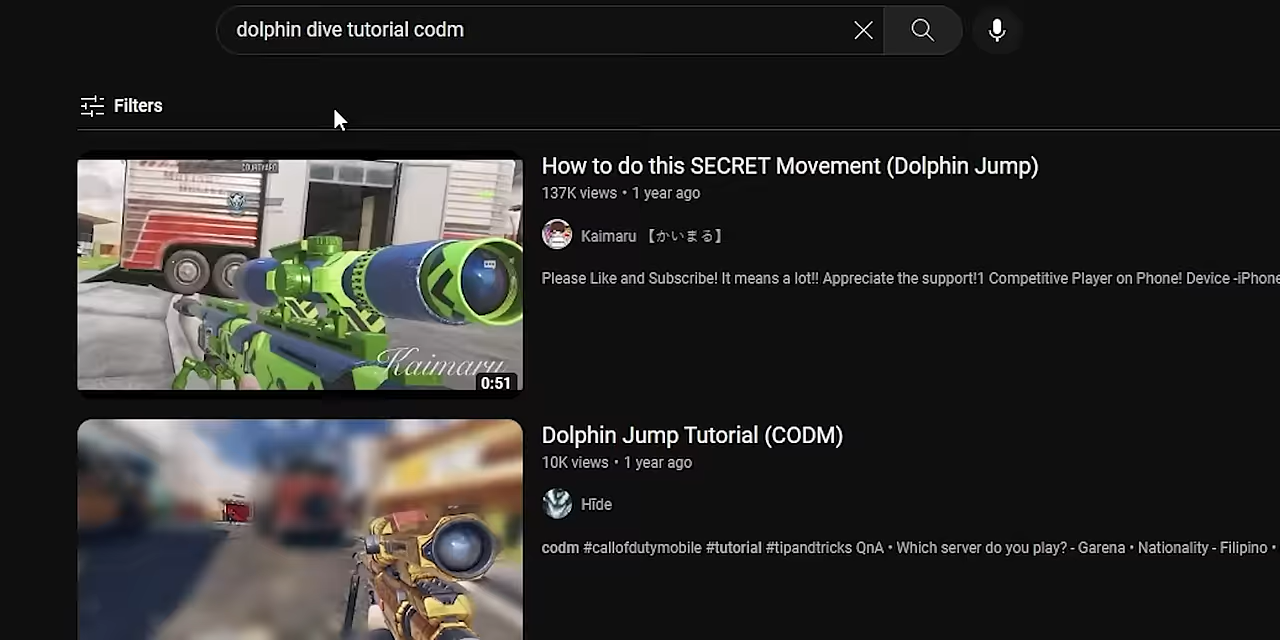 dolphin dive tutorial codm
Filters
COURTYARD
How to do this SECRET Movement (Dolphin Jump)
137K views • 1 year ago
Kaimaru 【かいまる】
Please Like and Subscribe! It means a lot!! Appreciate the support!1 Competitive Player on Phone! Device -iPhone
Kaimaru
0:51
Dolphin Jump Tutorial (CODM)
10K views • 1 year ago
Hīde
codm #callofdutymobile #tutorial #tipandtricks QnA • Which server do you play? - Garena • Nationality - Filipino •